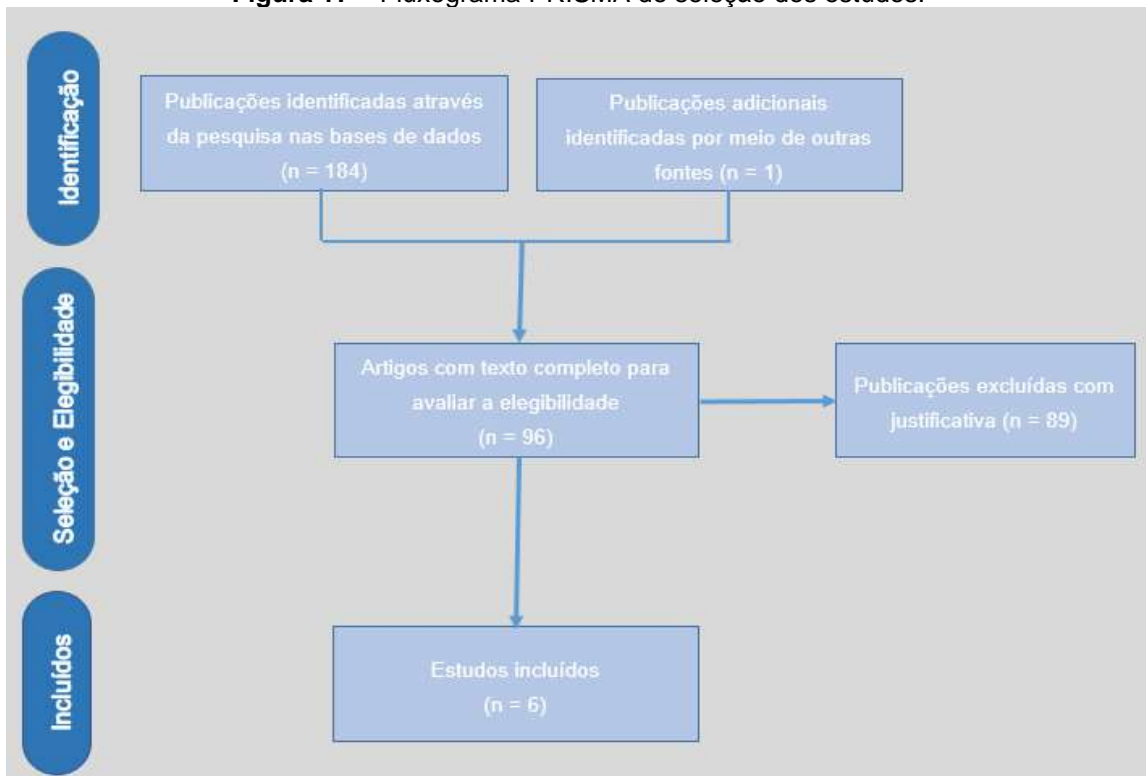 Identificação
Publicações identificadas através
da pesquisa nas bases de dados
(n = 184)
Publicações adicionais
identificadas por meio de outras
fontes (n = 1)
Seleção e Elegibilidade
Artigos com texto completo para
avaliar a elegibilidade
(n = 96)
Publicações excluídas com
justificativa (n = 89)
Incluídos
Estudos incluídos
(n = 6)